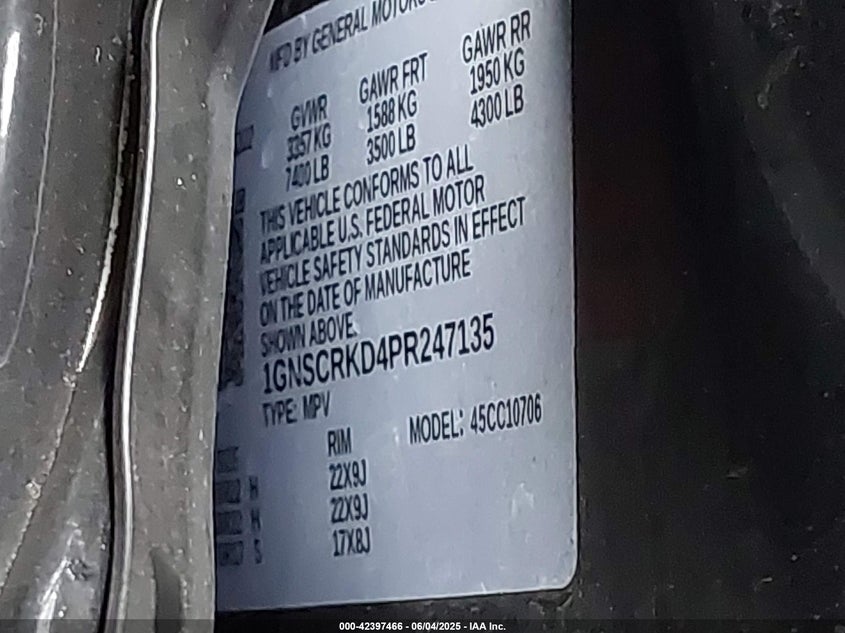 MFD BY GENERAL MOTORS
GVWR GAWR FRT GAWR RR
3357 KG 1588 KG 1950 KG
7400 LB 3500 LB 4300 LB
THIS VEHICLE CONFORMS TO ALL
APPLICABLE U.S. FEDERAL MOTOR
VEHICLE SAFETY STANDARDS IN EFFECT
ON THE DATE OF MANUFACTURE
SHOWN ABOVE.
1GNSCRKD4PR247135
TYPE: MPV MODEL: 45CC10706
RIM
H 22X9J
H 22X9J
S 17X8J
000-42397466 - 06/04/2025 - IAA Inc.